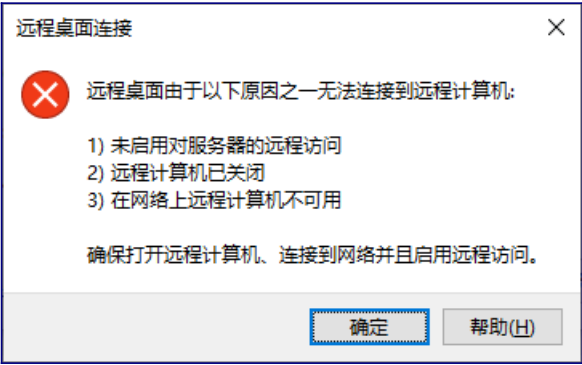 远程桌面连接
远程桌面由于以下原因之一无法连接到远程计算机:
1) 未启用对服务器的远程访问
2) 远程计算机已关闭
3) 在网络上远程计算机不可用
确保打开远程计算机、连接到网络并且启用远程访问。
确定
帮助(H)